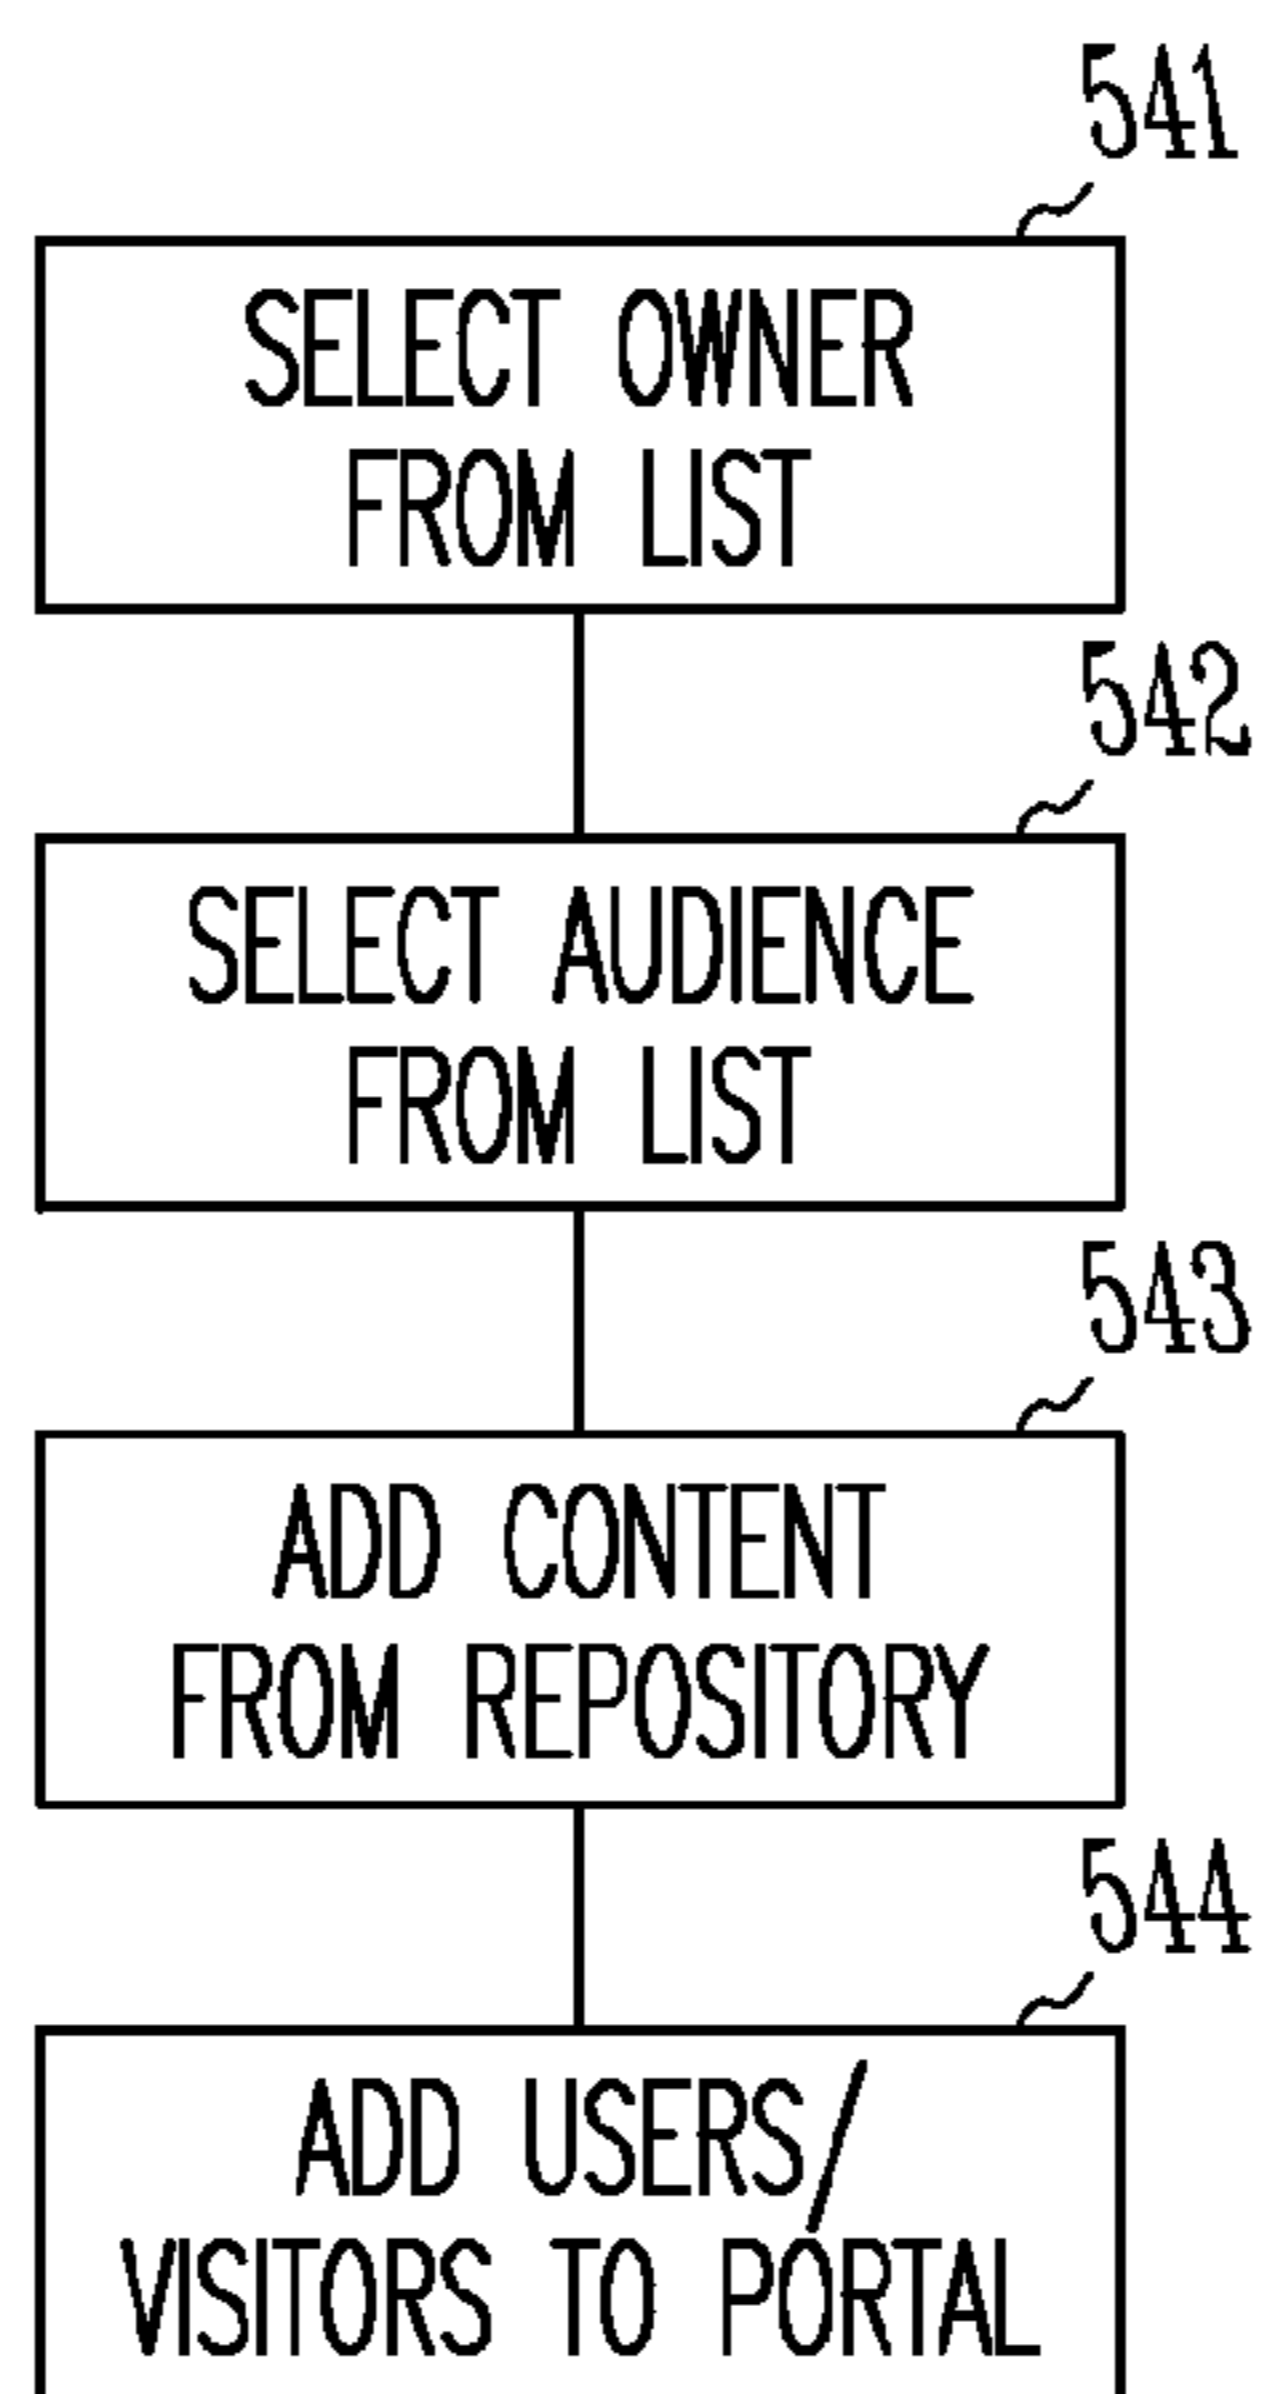 541
SELECT OWNER
FROM LIST
542
SELECT AUDIENCE
FROM LIST
543
ADD CONTENT
FROM REPOSITORY
544
ADD USERS/
VISITORS TO PORTAL